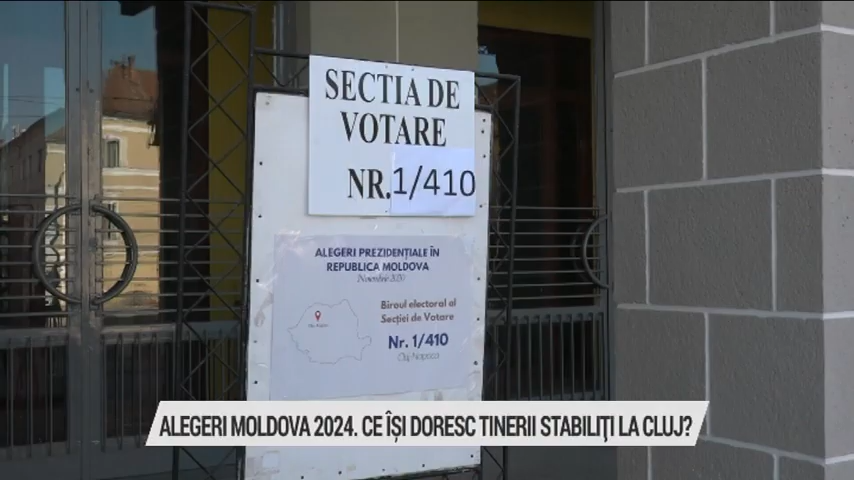 SECTIA DE
VOTARE
NR.1/410
ALEGERI PREZIDENȚIALE ÎN
REPUBLICA MOLDOVA
Noiembrie 2020
Biroul electoral al
Secției de Votare
Nr. 1/410
Cluj Napoca
ALEGERI MOLDOVA 2024. CE ÎȘI DORESC TINERII STABILIȚI LA CLUJ?